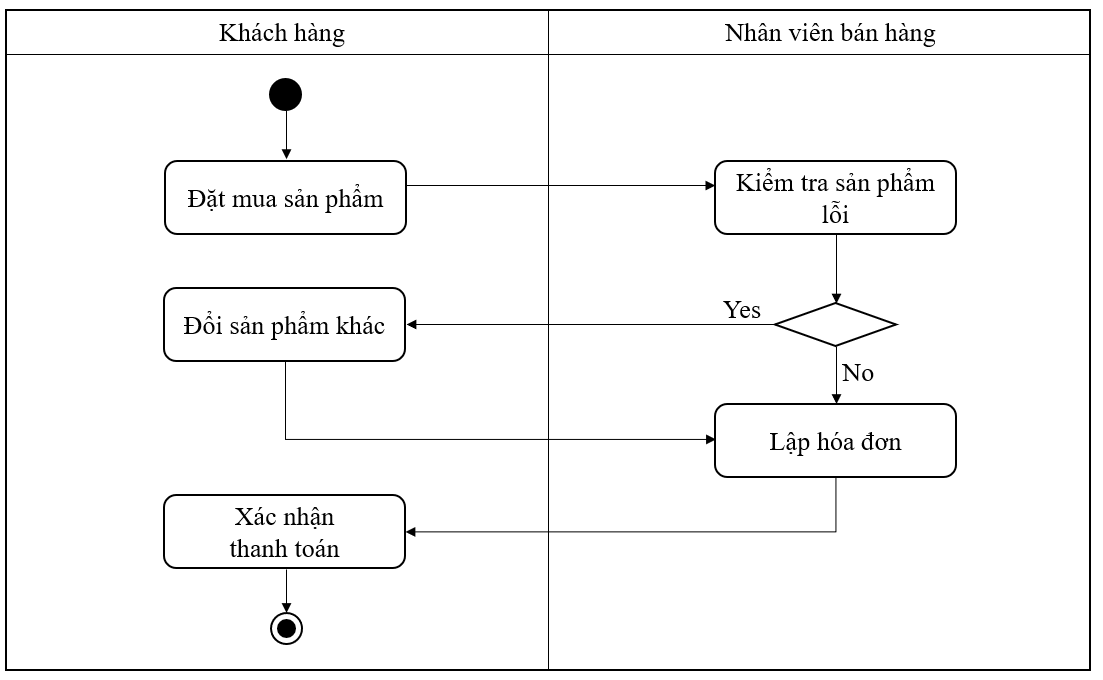 Khách hàng
Nhân viên bán hàng
Đặt mua sản phẩm
Kiểm tra sản phẩm
lỗi
Yes
Đổi sản phẩm khác
No
Lập hóa đơn
Xác nhận
thanh toán